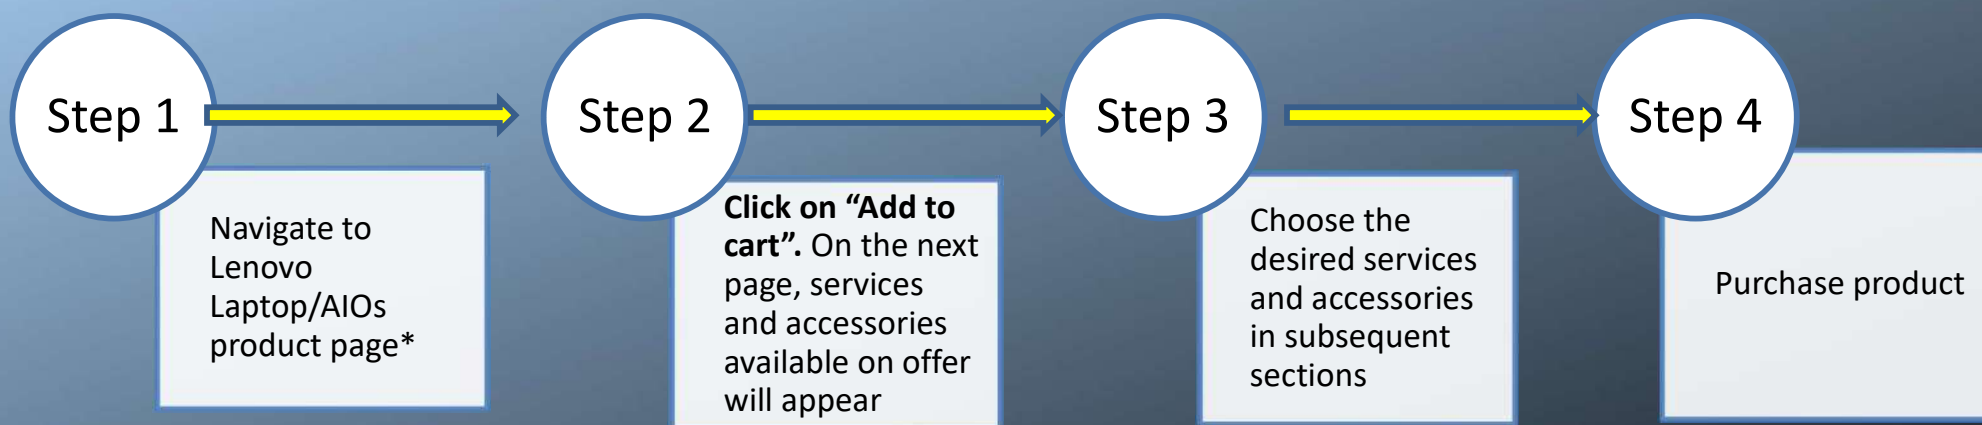 Step 1
Navigate to
Lenovo
Laptop/AIOs
product page*
Step 2
Click on “Add to
cart”. On the next
page, services
and accessories
available on offer
will appear
Step 3
Choose the
desired services
and accessories
in subsequent
sections
Step 4
Purchase product